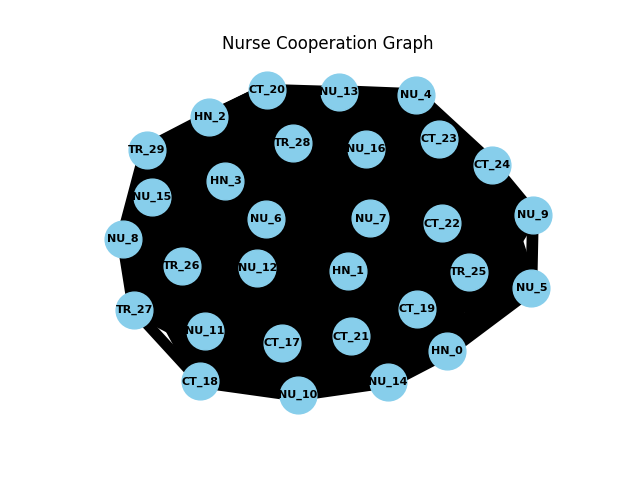 Nurse Cooperation Graph
CT_20
NU_13
NU_4
HN_2
CT_23
TR_28
NU_16
TR_29
CT_24
HN_3
NU_15
NU_9
NU_6
NU_7
CT_22
NU_8
TR_26
NU_12
HN_1
TR_25
NU_5
TR_27
CT_19
NU_11
CT_17
CT_21
HN_0
CT_18
NU_14
NU_10